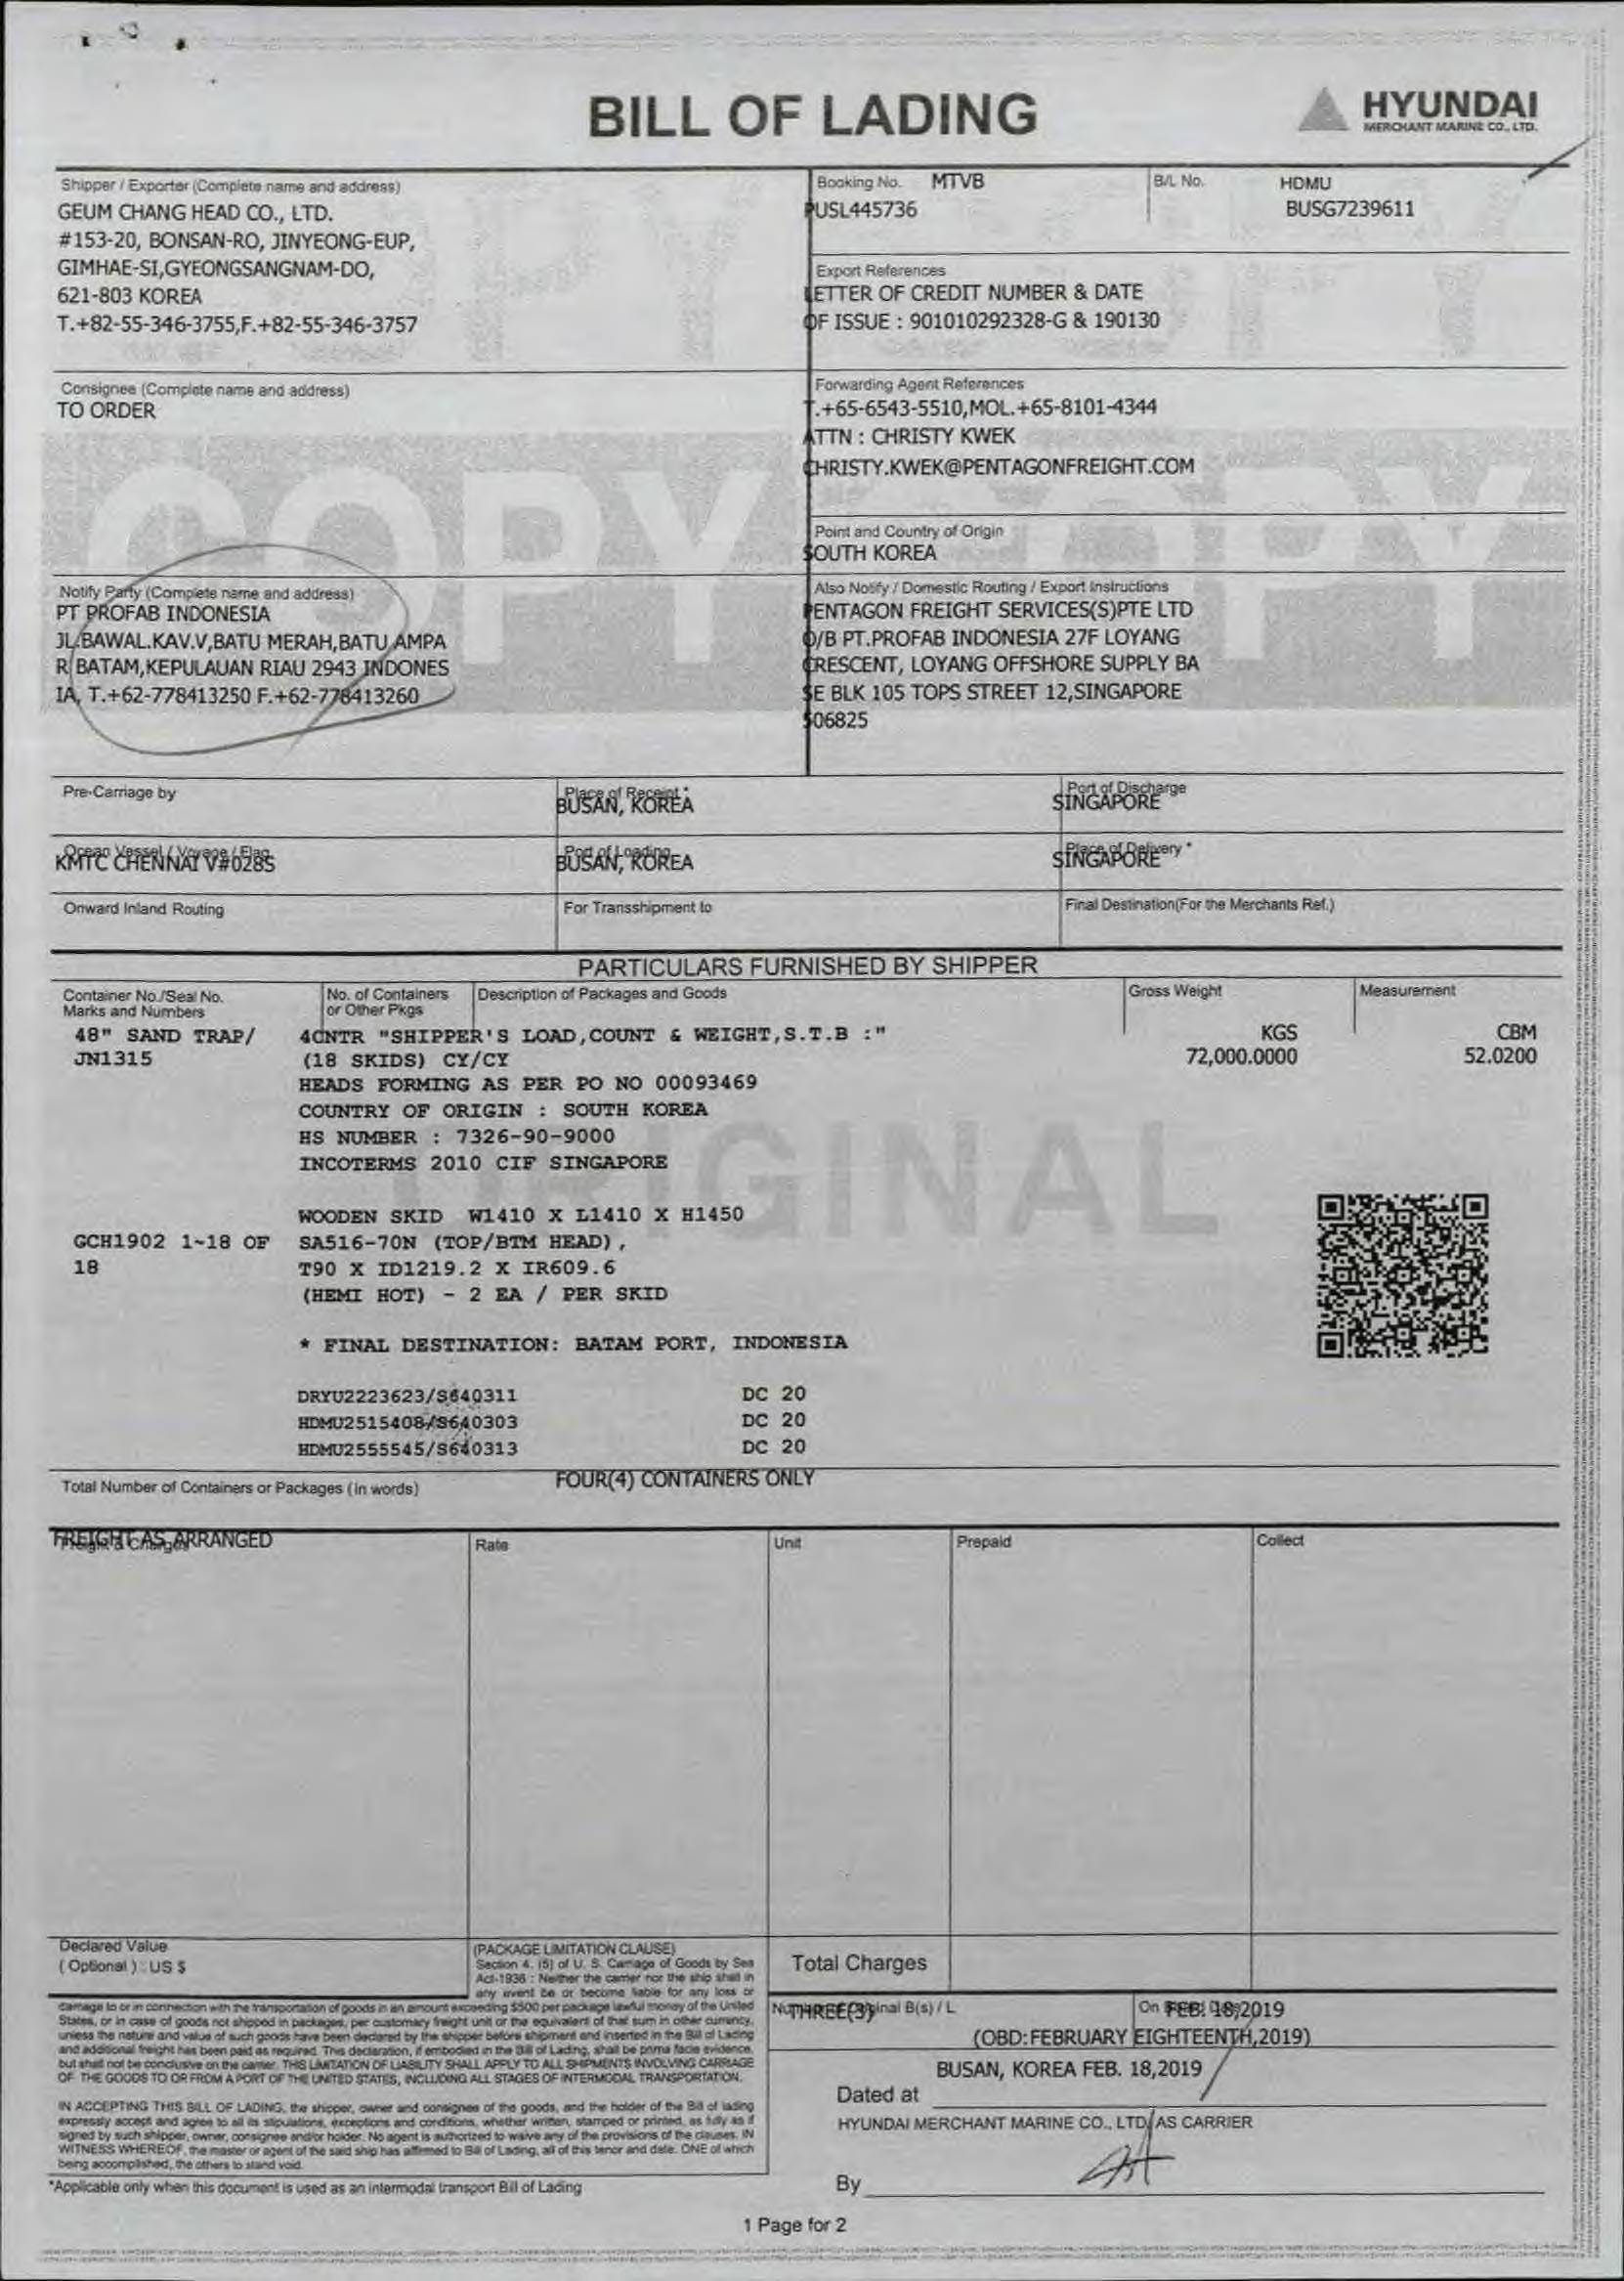 BILL OF LADING
HYUNDAI
MERCHANT MARINE CO., LTD.
Shipper / Exporter (Complete name and address)
GEUM CHANG HEAD CO., LTD.
#153-20, BONSAN-RO, JINYEONG-EUP,
GIMHAE-SI,GYEONGSANGNAM-DO,
621-803 KOREA
T.+82-55-346-3755,F.+82-55-346-3757
Booking No. MTVB
PUSL445736
B/L No. HDMU
BUSG7239611
Export References
LETTER OF CREDIT NUMBER & DATE
OF ISSUE : 901010292328-G & 190130
Consignee (Complete name and address)
TO ORDER
Forwarding Agent References
T.+65-6543-5510,MOL.+65-8101-4344
ATTN : CHRISTY KWEK
CHRISTY.KWEK@PENTAGONFREIGHT.COM
COPY COPY
Point and Country of Origin
SOUTH KOREA
Notify Party (Complete name and address)
PT PROFAB INDONESIA
JL.BAWAL.KAV.V,BATU MERAH,BATU AMPA
R BATAM,KEPULAUAN RIAU 2943 INDONES
IA, T.+62-778413250 F.+62-778413260
Also Notify / Domestic Routing / Export Instructions
PENTAGON FREIGHT SERVICES(S)PTE LTD
O/B PT.PROFAB INDONESIA 27F LOYANG
CRESCENT, LOYANG OFFSHORE SUPPLY BA
SE BLK 105 TOPS STREET 12,SINGAPORE
506825
Pre-Carriage by
Place of Receipt *
BUSAN, KOREA
Port of Discharge
SINGAPORE
Ocean Vessel / Voyage / Flag
KMTC CHENNAI V#028S
Port of Loading
BUSAN, KOREA
Place of Delivery *
SINGAPORE
Onward Inland Routing
For Transshipment to
Final Destination(For the Merchants Ref.)
PARTICULARS FURNISHED BY SHIPPER
Container No./Seal No.
Marks and Numbers
No. of Containers
or Other Pkgs
Description of Packages and Goods
Gross Weight
Measurement
48" SAND TRAP/ 4CNTR "SHIPPER'S LOAD,COUNT & WEIGHT,S.T.B :" KGS CBM
JN1315 (18 SKIDS) CY/CY 72,000.0000 52.0200
HEADS FORMING AS PER PO NO 00093469
COUNTRY OF ORIGIN : SOUTH KOREA
HS NUMBER : 7326-90-9000
INCOTERMS 2010 CIF SINGAPORE
ORIGINAL
WOODEN SKID W1410 X L1410 X H1450
GCH1902 1~18 OF SA516-70N (TOP/BTM HEAD),
18 T90 X ID1219.2 X IR609.6
(HEMI HOT) - 2 EA / PER SKID
* FINAL DESTINATION: BATAM PORT, INDONESIA
DRYU2223623/S640311 DC 20
HDMU2515408/S640303 DC 20
HDMU2555545/S640313 DC 20
Total Number of Containers or Packages (in words) FOUR(4) CONTAINERS ONLY
FREIGHT AS ARRANGED
Freight & Charges
Rate
Unit
Prepaid
Collect
Declared Value
(Optional) : US $
(PACKAGE LIMITATION CLAUSE)
Section 4. (5) of U. S. Carriage of Goods by Sea
Act-1936 : Neither the carrier nor the ship shall in
any event be or become liable for any loss or
damage to or in connection with the transportation of goods in an amount exceeding $500 per package lawful money of the United
States, or in case of goods not shipped in packages, per customary freight unit or the equivalent of that sum in other currency,
unless the nature and value of such goods have been declared by the shipper before shipment and inserted in the Bill of Lading
and additional freight has been paid as required. This declaration, if embodied in the Bill of Lading, shall be prima facie evidence,
but shall not be conclusive on the carrier. THIS LIMITATION OF LIABILITY SHALL APPLY TO ALL SHIPMENTS INVOLVING CARRIAGE
OF THE GOODS TO OR FROM A PORT OF THE UNITED STATES, INCLUDING ALL STAGES OF INTERMODAL TRANSPORTATION.
IN ACCEPTING THIS BILL OF LADING, the shipper, owner and consignee of the goods, and the holder of the Bill of lading
expressly accept and agree to all its stipulations, exceptions and conditions, whether written, stamped or printed, as fully as if
signed by such shipper, owner, consignee and/or holder. No agent is authorized to waive any of the provisions of the clauses. IN
WITNESS WHEREOF, the master or agent of the said ship has affirmed to Bill of Lading, all of this tenor and date. ONE of which
being accomplished, the others to stand void.
*Applicable only when this document is used as an intermodal transport Bill of Lading
Total Charges
Number of Original B(s) / L
THREE(3)
On Board Date
FEB. 18,2019
(OBD:FEBRUARY EIGHTEENTH,2019)
BUSAN, KOREA FEB. 18,2019
Dated at
HYUNDAI MERCHANT MARINE CO., LTD. AS CARRIER
By
1 Page for 2